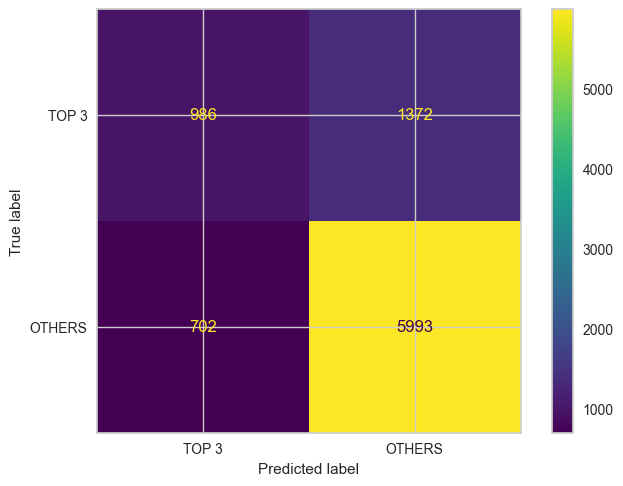 TOP 3
986
1372
OTHERS
702
5993
TOP 3
OTHERS
Predicted label
True label
5000
4000
3000
2000
1000